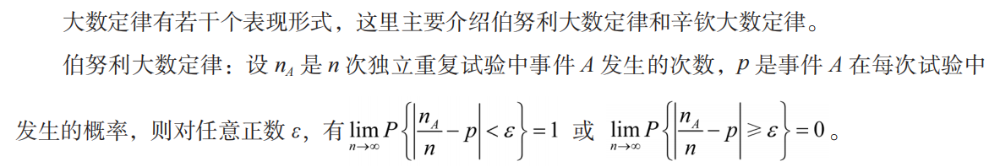 大数定律有若干个表现形式，这里主要介绍伯努利大数定律和辛钦大数定律。
伯努利大数定律：设 $n_A$ 是 $n$ 次独立重复试验中事件 $A$ 发生的次数，$p$ 是事件 $A$ 在每次试验中
发生的概率，则对任意正数 $\varepsilon$，有 $\lim_{n \to \infty} P\left\{\left|\frac{n_A}{n} - p\right| < \varepsilon\right\} = 1$ 或 $\lim_{n \to \infty} P\left\{\left|\frac{n_A}{n} - p\right| \geqslant \varepsilon\right\} = 0$。